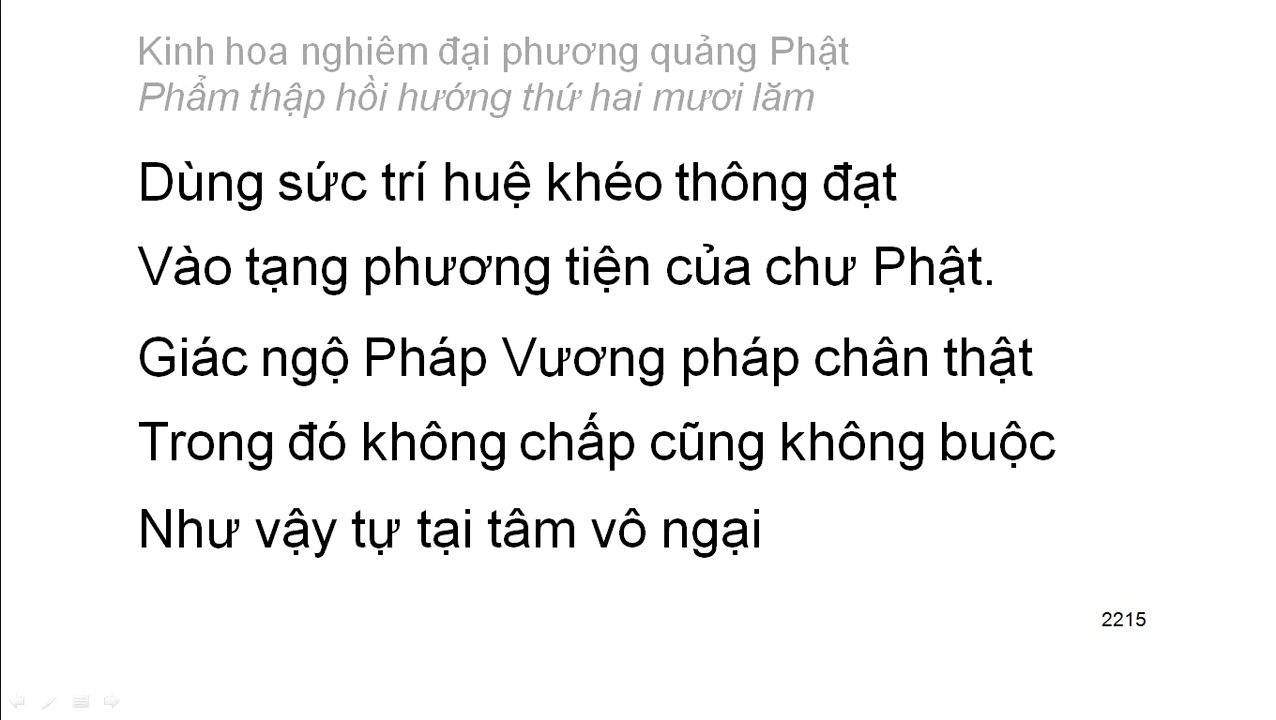 Kinh hoa nghiêm đại phương quảng Phật
Phẩm thập hồi hướng thứ hai mươi lăm
Dùng sức trí huệ khéo thông đạt
Vào tạng phương tiện của chư Phật.
Giác ngộ Pháp Vương pháp chân thật
Trong đó không chấp cũng không buộc
Như vậy tự tại tâm vô ngại
2215